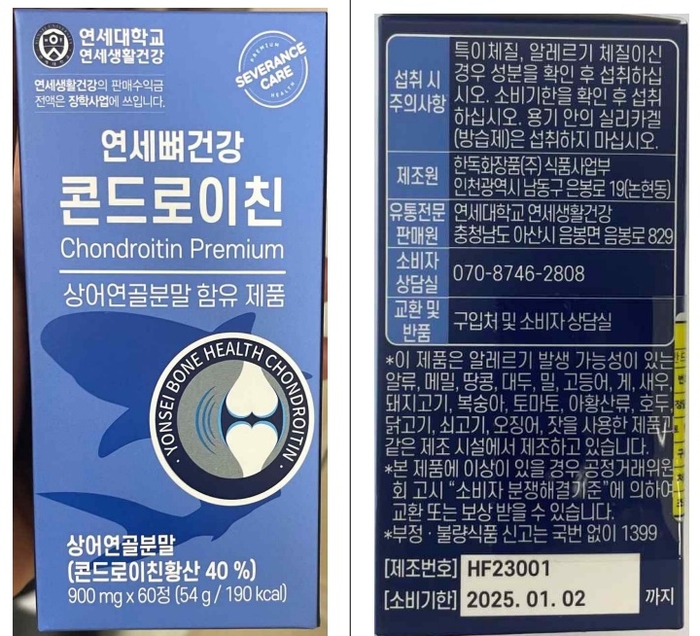 연세대학교
연세생활건강
연세생활건강의 판매수익금
전액은 장학사업에 쓰입니다.
PREMIUM
SEVERANCE
CARE
HEALTH
연세뼈건강
콘드로이친
Chondroitin Premium
상어연골분말 함유 제품
· YONSEI BONE HEALTH CHONDROITIN ·
상어연골분말
(콘드로이친황산 40 %)
900 mg x 60정 (54 g / 190 kcal)
섭취 시
주의사항
특이체질, 알레르기 체질이신
경우 성분을 확인 후 섭취하십
시오. 소비기한을 확인 후 섭취
하십시오. 용기 안의 실리카겔
(방습제)은 섭취하지 마십시오.
제조원
한독화장품(주) 식품사업부
인천광역시 남동구 은봉로 19(논현동)
유통전문
판매원
연세대학교 연세생활건강
충청남도 아산시 음봉면 음봉로 829
소비자
상담실
070-8746-2808
교환 및
반품
구입처 및 소비자 상담실
*이 제품은 알레르기 발생 가능성이 있는
알류, 메밀, 땅콩, 대두, 밀, 고등어, 게, 새우,
돼지고기, 복숭아, 토마토, 아황산류, 호두,
닭고기, 쇠고기, 오징어, 잣을 사용한 제품과
같은 제조 시설에서 제조하고 있습니다.
*본 제품에 이상이 있을 경우 공정거래위원
회 고시 “소비자 분쟁해결기준”에 의하여
교환 또는 보상 받을 수 있습니다.
*부정 · 불량식품 신고는 국번 없이 1399
[제조번호] HF23001
[소비기한] 2025. 01. 02 까지